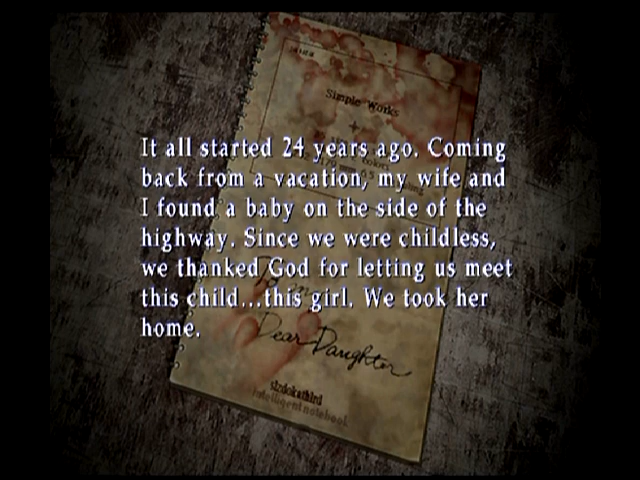 Simple Works
It all started 24 years ago. Coming
back from a vacation, my wife and
I found a baby on the side of the
highway. Since we were childless,
we thanked God for letting us meet
this child...this girl. We took her
home.
Dear Daughter
intelligent notebook